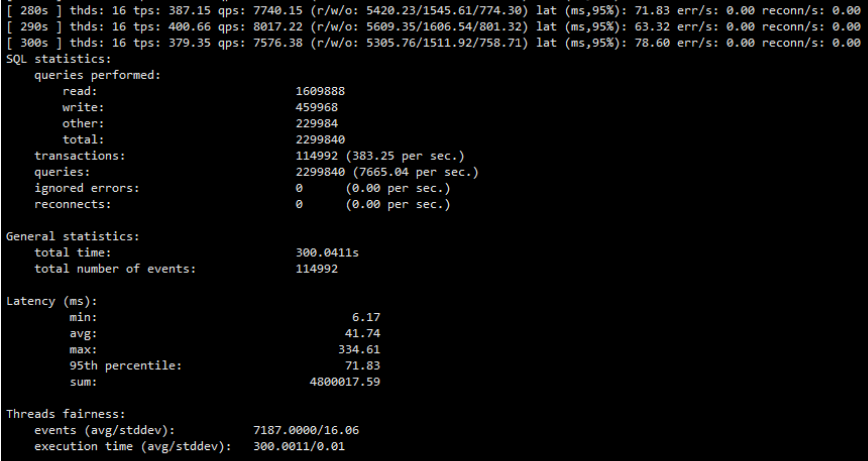 [ 280s ] thds: 16 tps: 387.15 qps: 7740.15 (r/w/o: 5420.23/1545.61/774.30) lat (ms,95%): 71.83 err/s: 0.00 reconn/s: 0.00
[ 290s ] thds: 16 tps: 400.66 qps: 8017.22 (r/w/o: 5609.35/1606.54/801.32) lat (ms,95%): 63.32 err/s: 0.00 reconn/s: 0.00
[ 300s ] thds: 16 tps: 379.35 qps: 7576.38 (r/w/o: 5305.76/1511.92/758.71) lat (ms,95%): 78.60 err/s: 0.00 reconn/s: 0.00
SQL statistics:
    queries performed:
        read:                            1609888
        write:                           459968
        other:                           229984
        total:                           2299840
    transactions:                        114992 (383.25 per sec.)
    queries:                             2299840 (7665.04 per sec.)
    ignored errors:                      0      (0.00 per sec.)
    reconnects:                          0      (0.00 per sec.)

General statistics:
    total time:                          300.0411s
    total number of events:              114992

Latency (ms):
         min:                                    6.17
         avg:                                   41.74
         max:                                  334.61
         95th percentile:                       71.83
         sum:                              4800017.59

Threads fairness:
    events (avg/stddev):           7187.0000/16.06
    execution time (avg/stddev):   300.0011/0.01